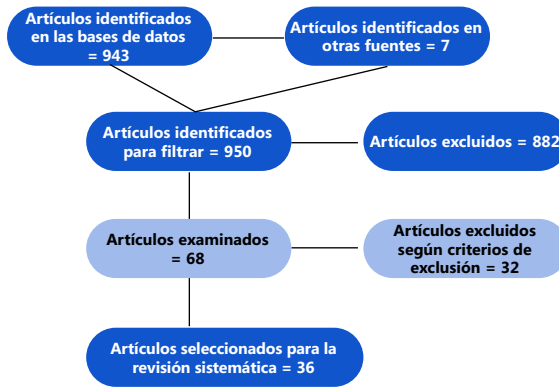 Artículos identificados
en las bases de datos
= 943
Artículos identificados en
otras fuentes = 7
Artículos identificados
para filtrar = 950
Artículos excluidos = 882
Artículos examinados
= 68
Artículos excluidos
según criterios de
exclusión = 32
Artículos seleccionados para la
revisión sistemática = 36